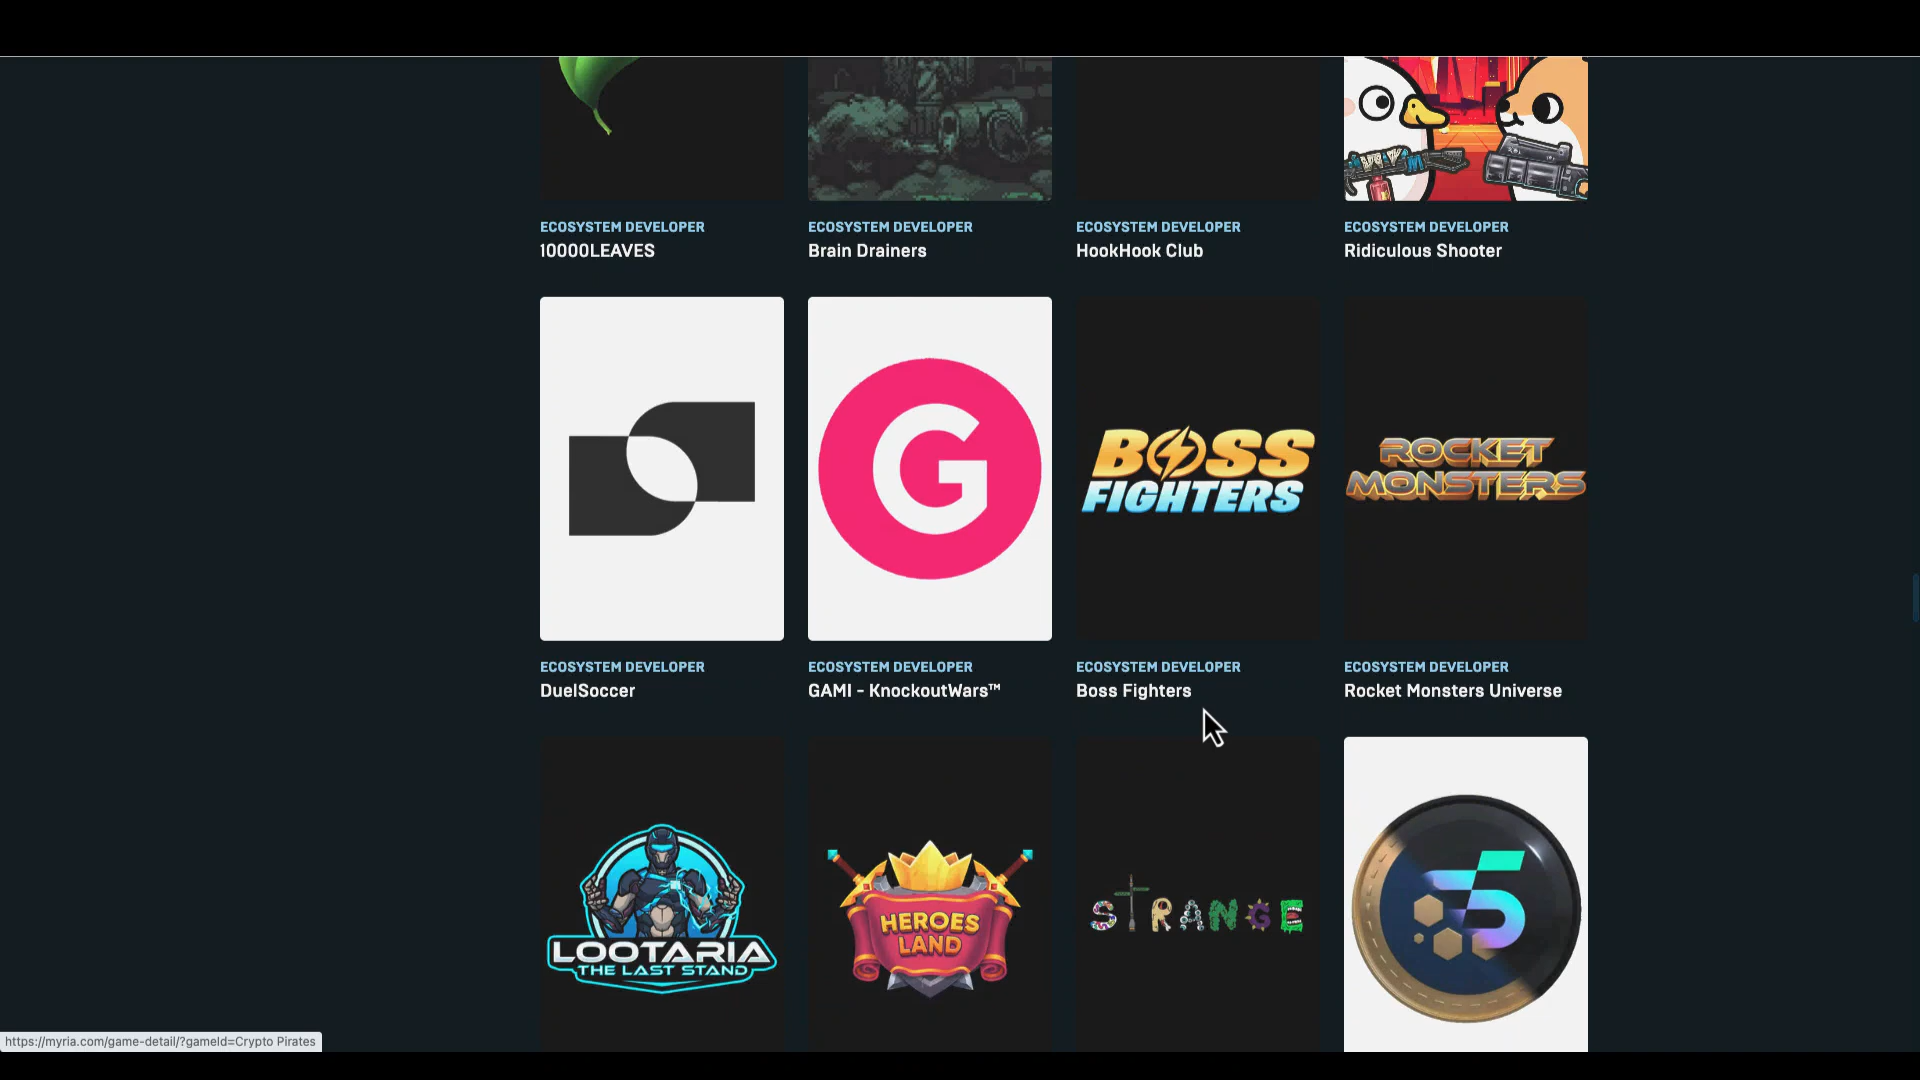 ECOSYSTEM DEVELOPER
10000LEAVES
ECOSYSTEM DEVELOPER
Brain Drainers
ECOSYSTEM DEVELOPER
HookHook Club
ECOSYSTEM DEVELOPER
Ridiculous Shooter
G
BOSS
FIGHTERS
ROCKET
MONSTERS
ECOSYSTEM DEVELOPER
DuelSoccer
ECOSYSTEM DEVELOPER
GAMI - KnockoutWars™
ECOSYSTEM DEVELOPER
Boss Fighters
ECOSYSTEM DEVELOPER
Rocket Monsters Universe
LOOTARIA
THE LAST STAND
HEROES
LAND
STRANGE
https://myria.com/game-detail/?gameId=Crypto Pirates